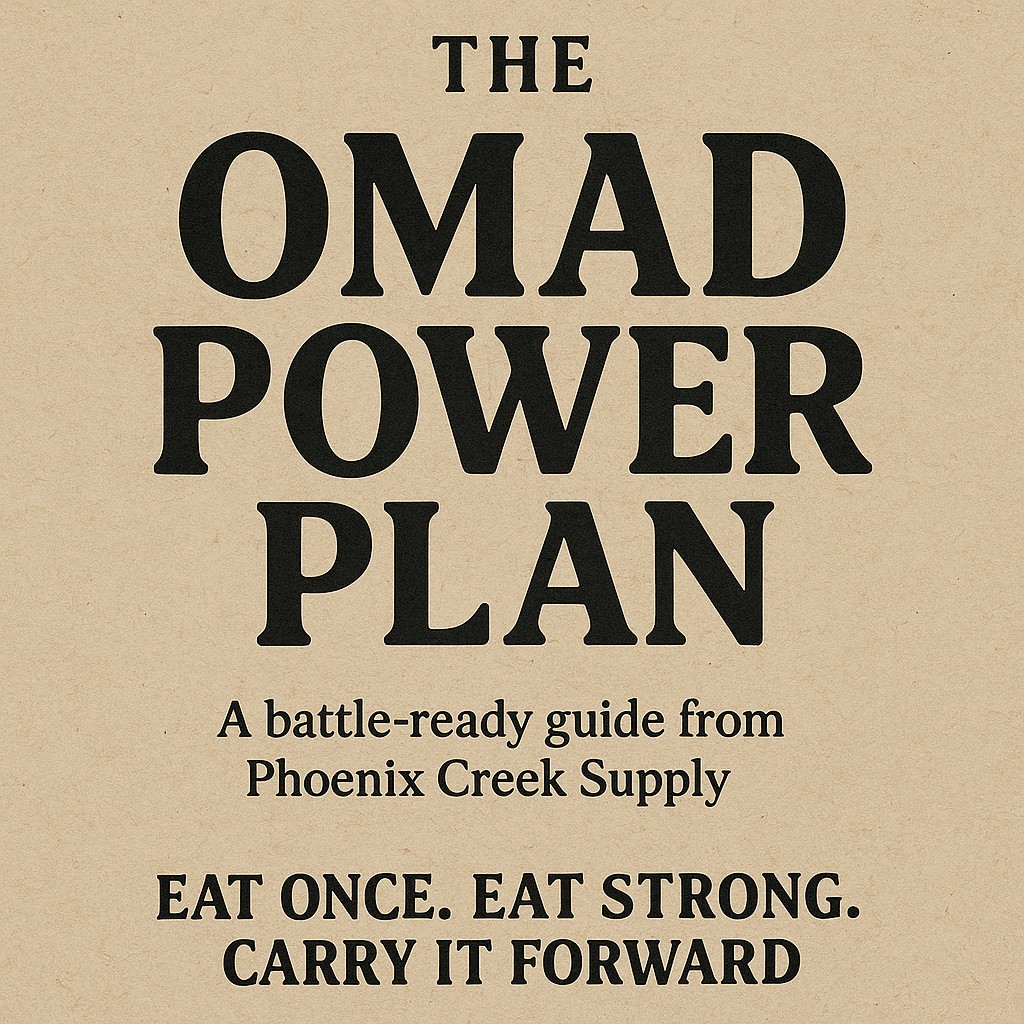 THE
OMAD
POWER
PLAN
A battle-ready guide from
Phoenix Creek Supply
EAT ONCE. EAT STRONG.
CARRY IT FORWARD